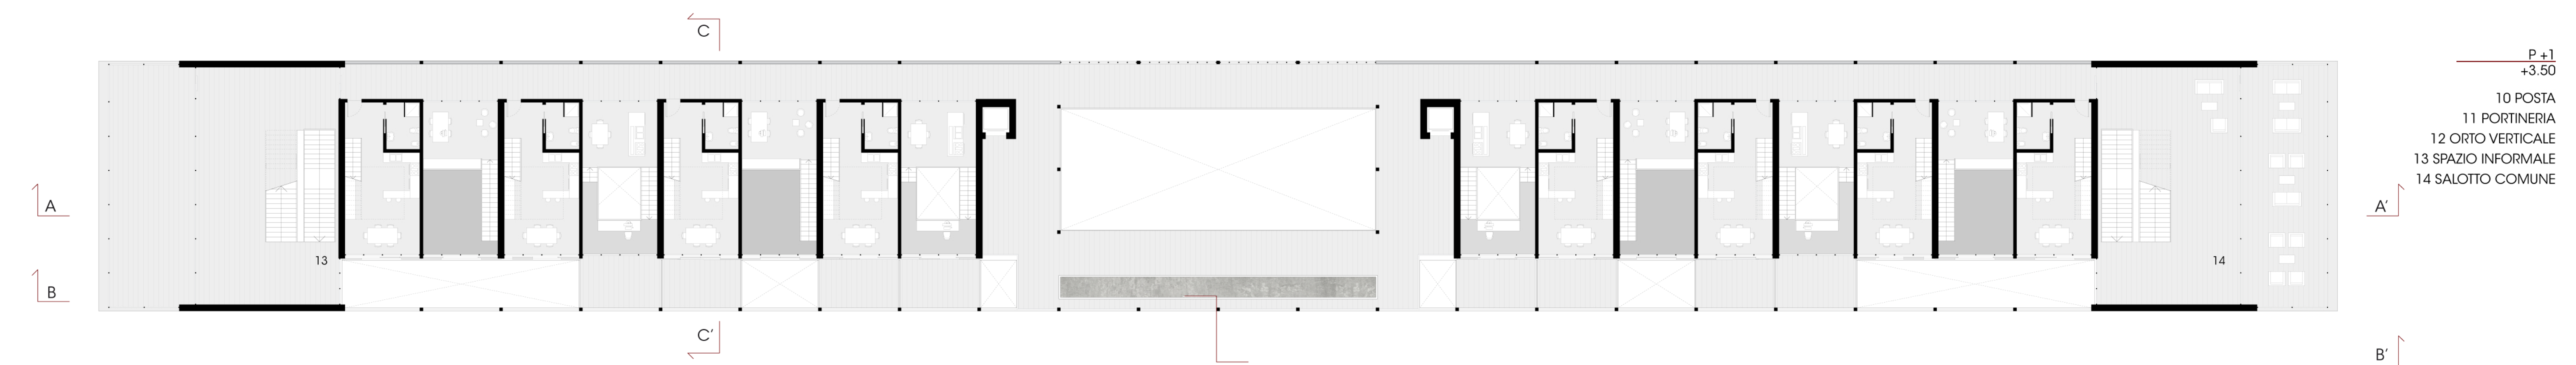 C
P +1
+3.50
10 POSTA
11 PORTINERIA
12 ORTO VERTICALE
13 SPAZIO INFORMALE
14 SALOTTO COMUNE
A
A'
13
14
B
C'
B'